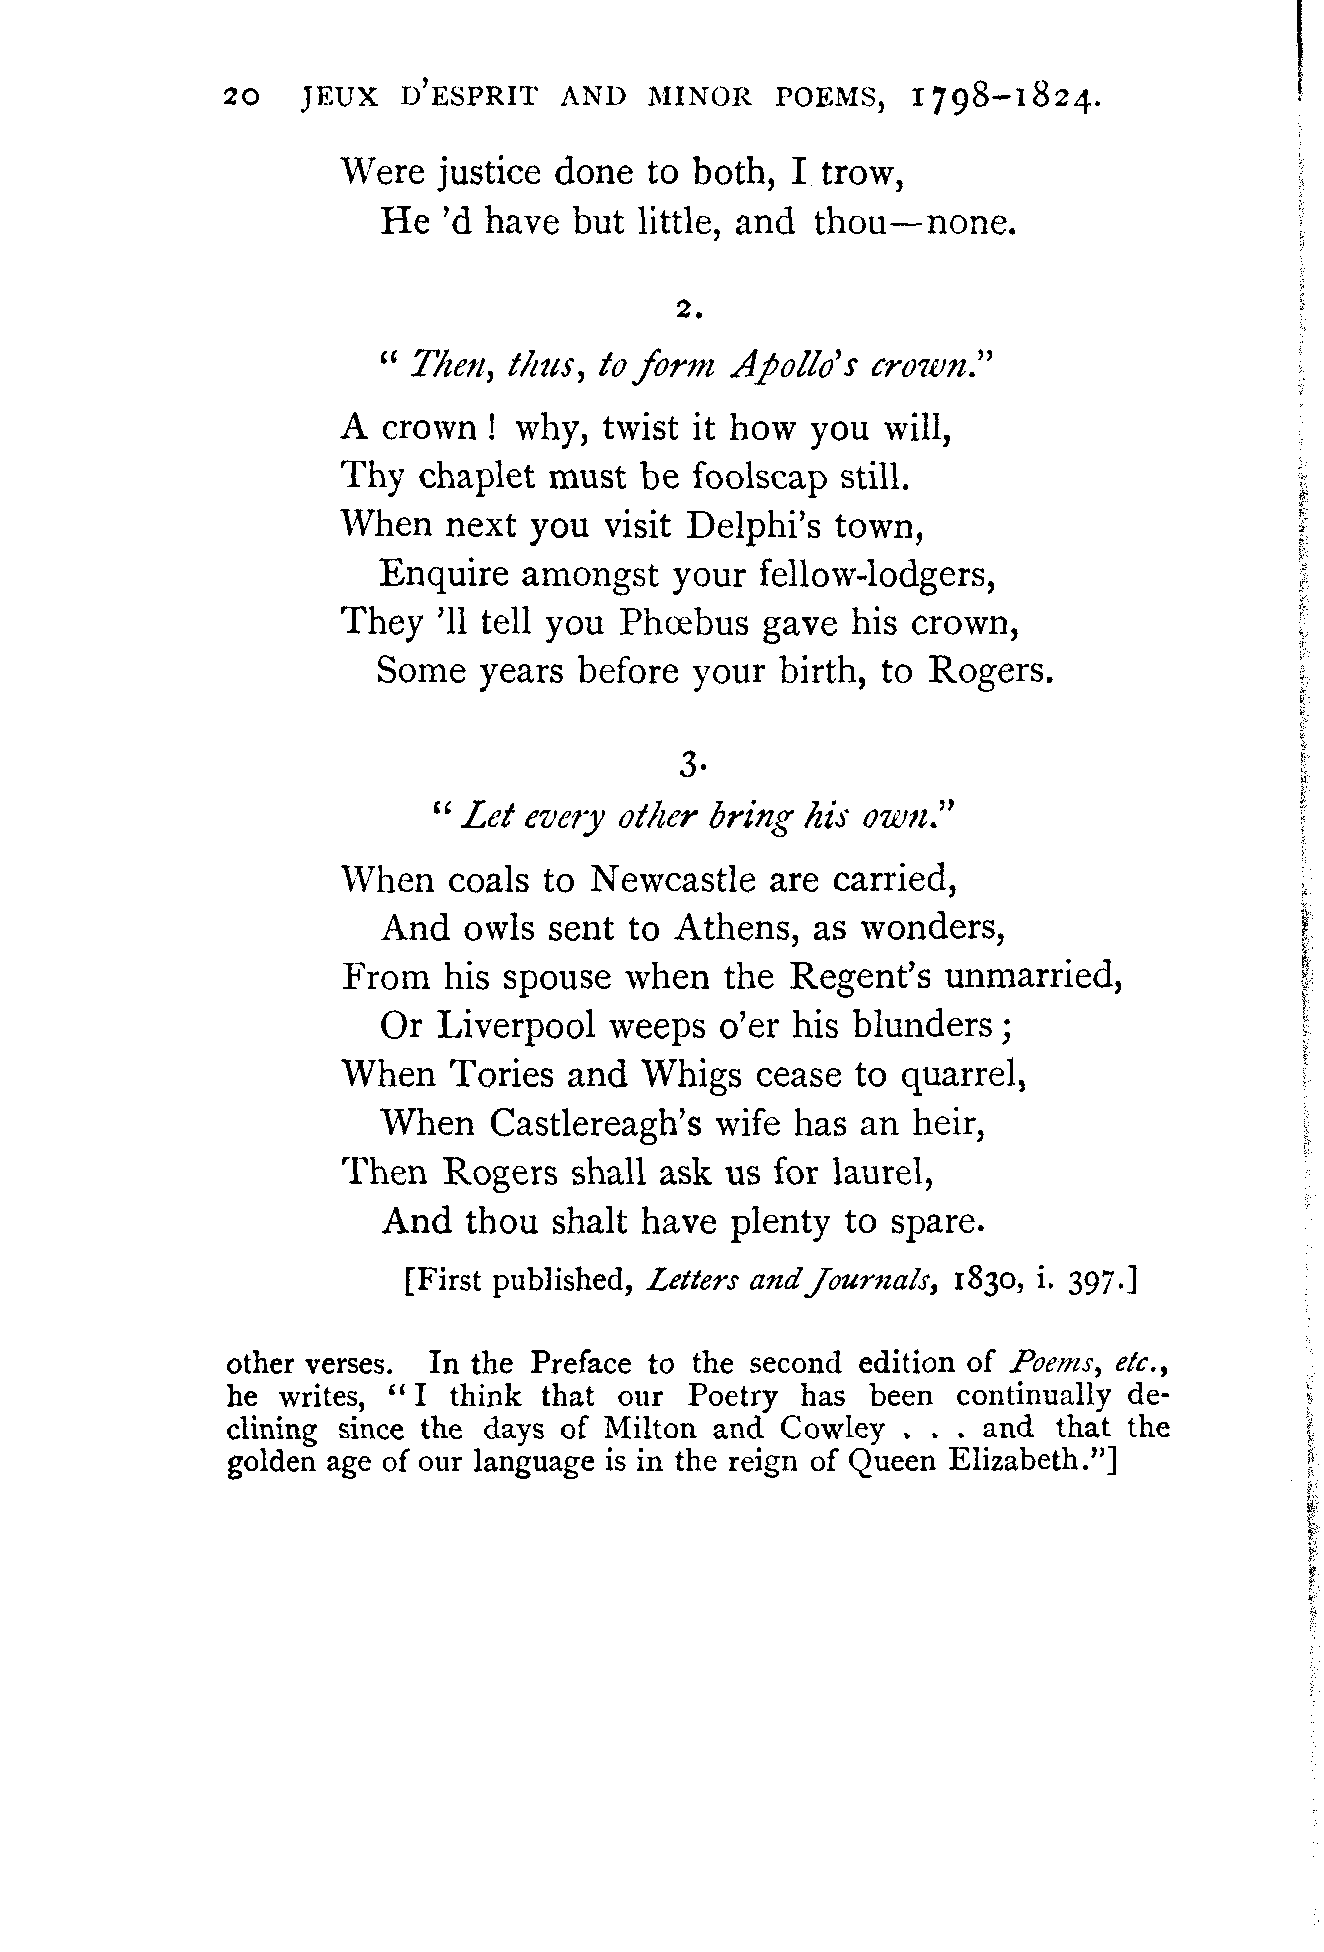 20 JEUX D'ESPRIT AND MINOR POEMS, 1798–1824.
Were justice done to both, I trow,
He 'd have but little, and thou—none.
2.
" Then, thus, to form Apollo's crown."
A crown ! why, twist it how you will,
Thy chaplet must be foolscap still.
When next you visit Delphi's town,
Enquire amongst your fellow-lodgers,
They 'll tell you Phœbus gave his crown,
Some years before your birth, to Rogers.
3.
" Let every other bring his own."
When coals to Newcastle are carried,
And owls sent to Athens, as wonders,
From his spouse when the Regent's unmarried,
Or Liverpool weeps o'er his blunders ;
When Tories and Whigs cease to quarrel,
When Castlereagh's wife has an heir,
Then Rogers shall ask us for laurel,
And thou shalt have plenty to spare.
[First published, Letters and Journals, 1830, i. 397.]
other verses. In the Preface to the second edition of Poems, etc.,
he writes, " I think that our Poetry has been continually de-
clining since the days of Milton and Cowley . . . and that the
golden age of our language is in the reign of Queen Elizabeth."]